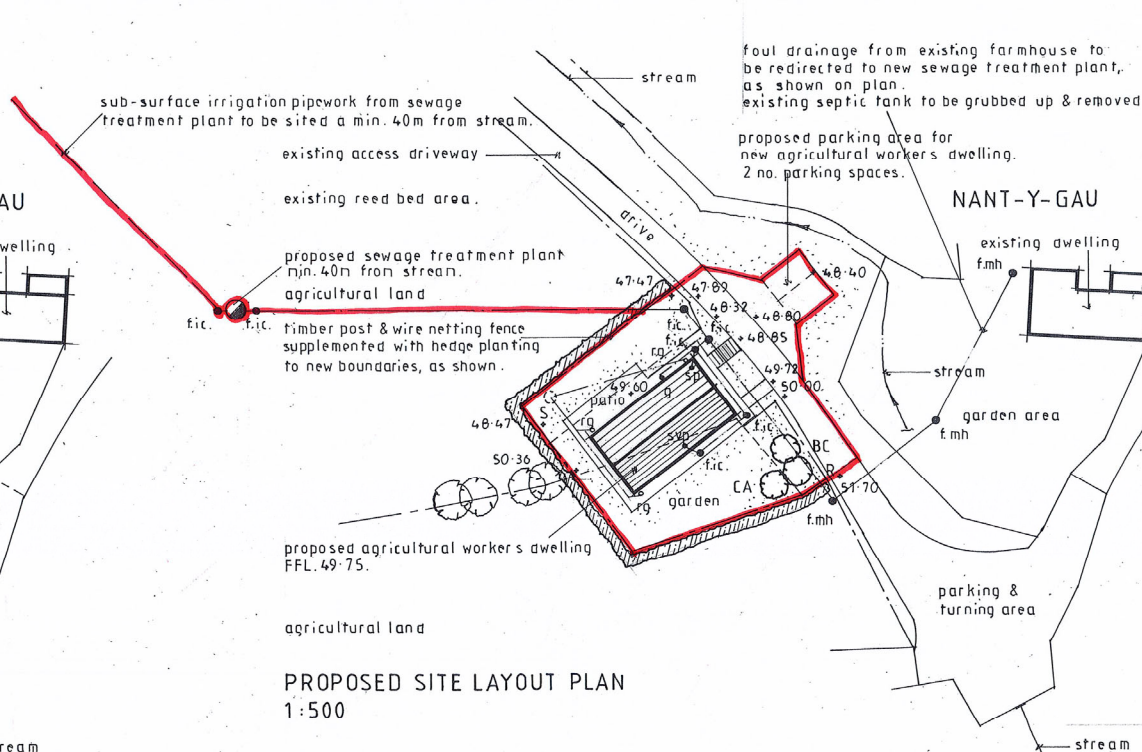 foul drainage from existing farmhouse to
be redirected to new sewage treatment plant,
as shown on plan.
existing septic tank to be grubbed up & removed
stream
sub-surface irrigation pipework from sewage
treatment plant to be sited a min. 40m from stream.
proposed parking area for
new agricultural workers dwelling.
2 no. parking spaces.
existing access driveway
existing reed bed area.
NANT-Y-GAU
AU
welling
drive
existing dwelling
f.mh
proposed sewage treatment plant
min. 40m from stream.
agricultural land
47·47
47·89
48·40
48·32
48·80
48·85
f.ic.
f.ic.
f.ic.
f.ic.
f.ic.
timber post & wire netting fence
supplemented with hedge planting
to new boundaries, as shown.
rg
sp
49·72
50·00
49·60
patio
g
stream
S
rg
48·47
garden area
f.mh
f.ic.
svp
f.ic.
BC
50·36
R
CA
51·70
rg
garden
f.mh
proposed agricultural workers dwelling
FFL. 49·75.
parking &
turning area
agricultural land
PROPOSED SITE LAYOUT PLAN
1:500
ream
stream